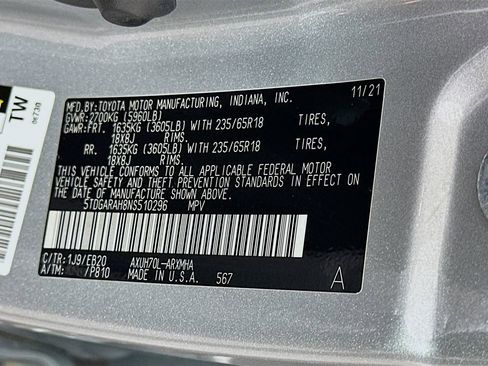 MFD.BY:TOYOTA MOTOR MANUFACTURING, INDIANA, INC. 11/21
GVWR:2700KG (5960LB)
GAWR:FRT. 1635KG (3605LB) WITH 235/65R18 TIRES,
18X8J RIMS.
RR. 1635KG (3605LB) WITH 235/65R18 TIRES,
18X8J RIMS.
THIS VEHICLE CONFORMS TO ALL APPLICABLE FEDERAL MOTOR
VEHICLE SAFETY AND THEFT PREVENTION STANDARDS IN EFFECT ON
THE DATE OF MANUFACTURE SHOWN ABOVE.
5TDGARAH8NS510296 MPV
C/TR: 1J9/EB20 AXUH70L-ARXMHA
A/TM: /P810 MADE IN U.S.A. 567 A
TW